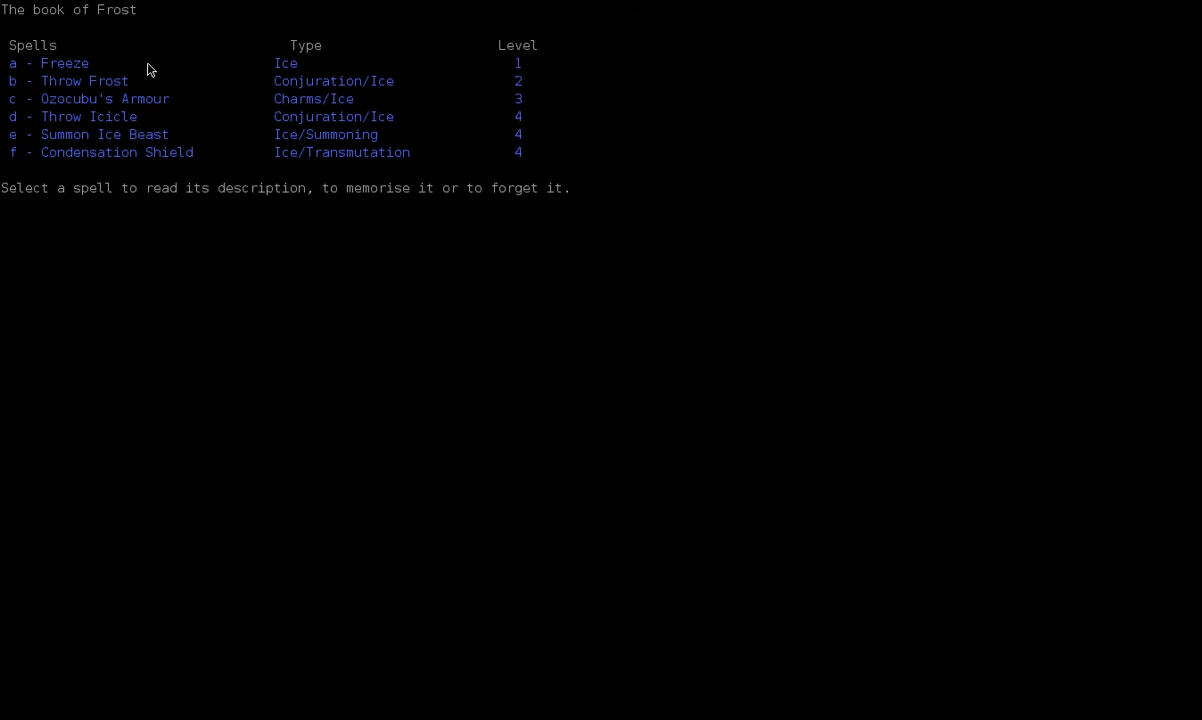 The book of Frost
Spells Type Level
a - Freeze Ice 1
b - Throw Frost Conjuration/Ice 2
c - Ozocubu's Armour Charms/Ice 3
d - Throw Icicle Conjuration/Ice 4
e - Summon Ice Beast Ice/Summoning 4
f - Condensation Shield Ice/Transmutation 4
Select a spell to read its description, to memorise it or to forget it.